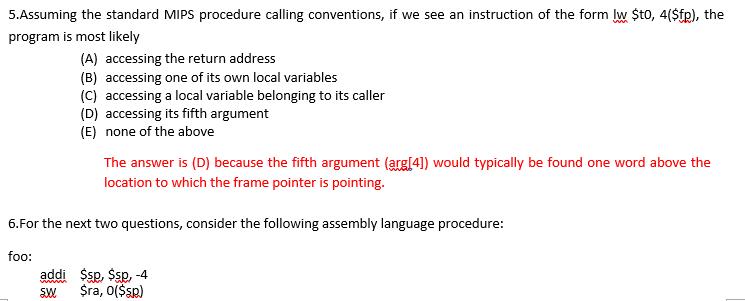 5.Assuming the standard MIPS procedure calling conventions, if we see an instruction of the form lw $t0, 4($fp), the
program is most likely
(A) accessing the return address
(B) accessing one of its own local variables
(C) accessing a local variable belonging to its caller
(D) accessing its fifth argument
(E) none of the above
The answer is (D) because the fifth argument (arg[4]) would typically be found one word above the
location to which the frame pointer is pointing.
6.For the next two questions, consider the following assembly language procedure:
foo:
addi $sp, $sp, -4
sw $ra, 0($sp)